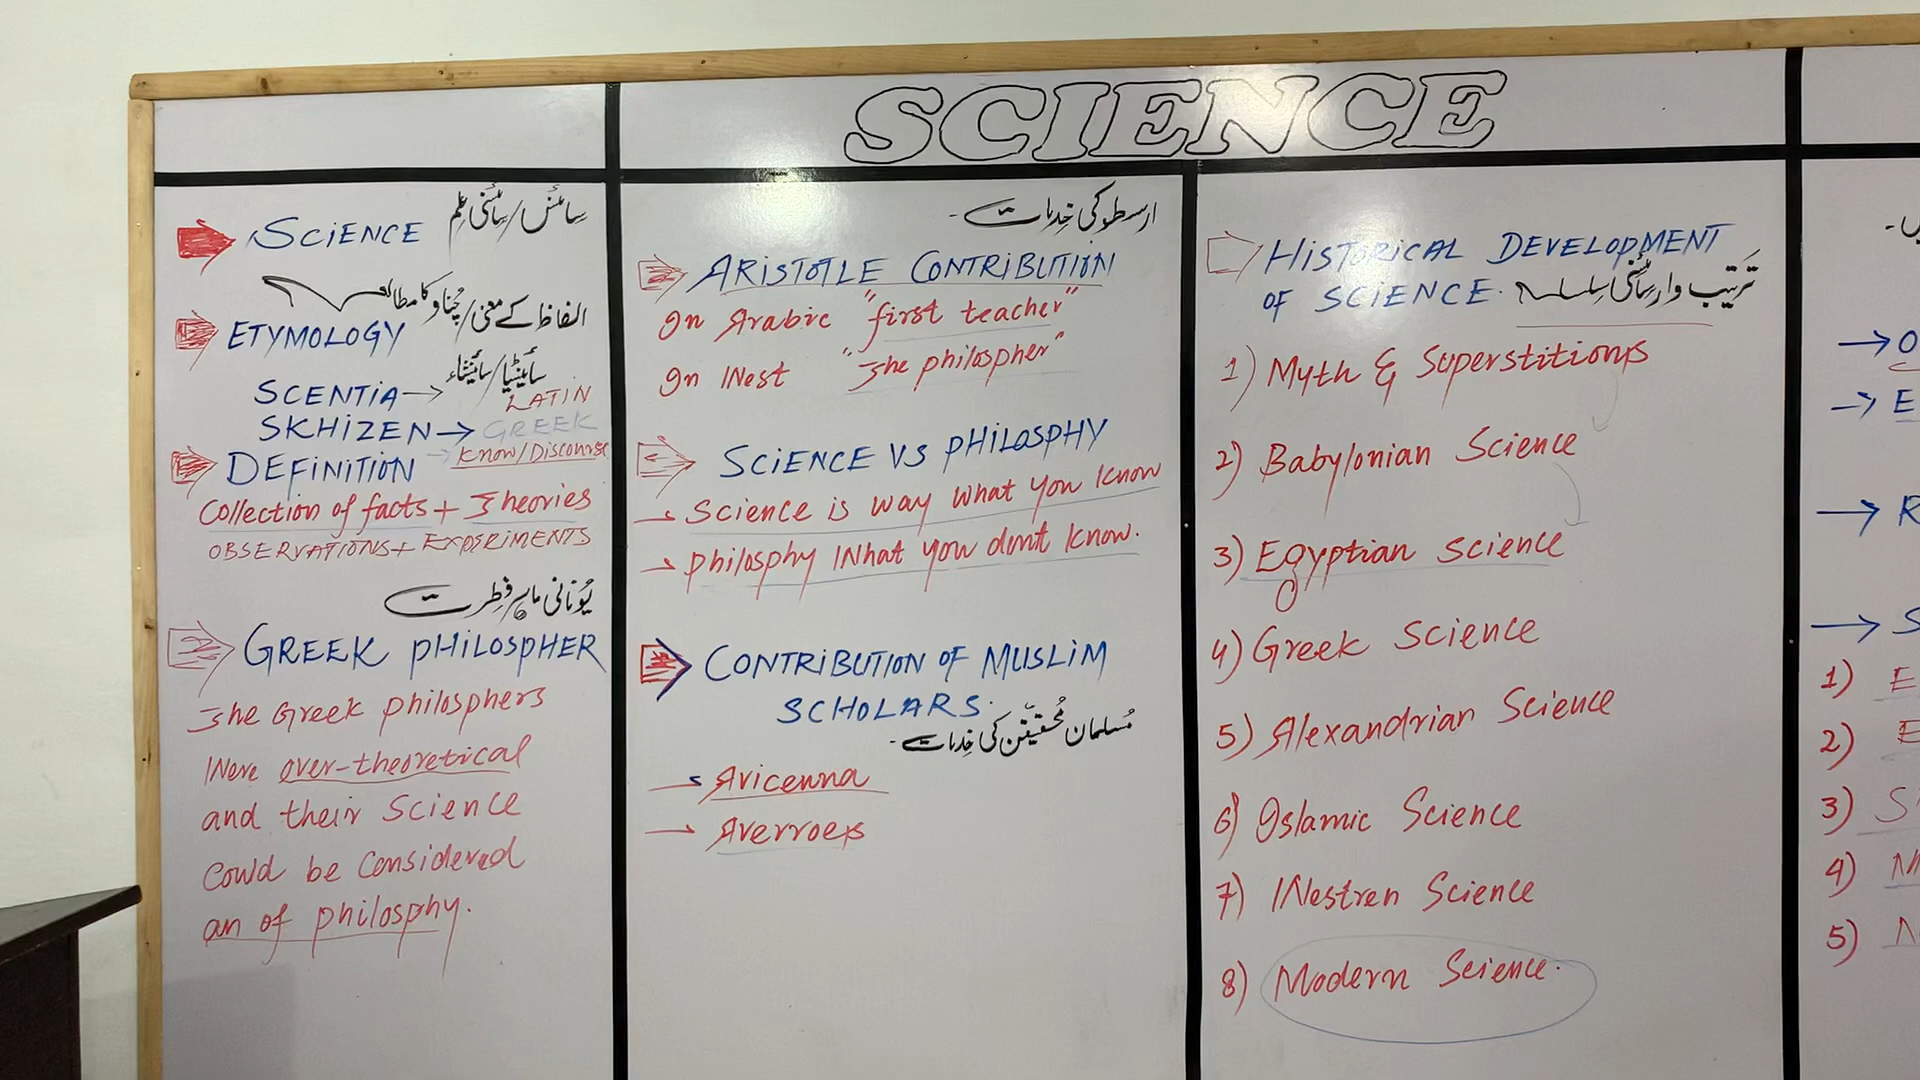 SCIENCE
SCIENCE سائنس/سائنسی علم
الفاظ کے معنی/چناو کا مطالعہ
ETYMOLOGY
SCENTIA → LATIN
SKHIZEN → GREEK
DEFINITION → Know/Discourse
Collection of facts + Theories
OBSERVATIONS + EXPERIMENTS
یونانی ماہر فطرت
GREEK PHILOSPHER
The Greek philosphers
Were over-theoretical
and their Science
Could be Considered
an of philosphy.
ارسطو کی خدمات -
ARISTOTLE CONTRIBUTION
In Arabic "first teacher"
In West "The philospher"
SCIENCE VS PHILOSPHY
→ Science is way What you Know
→ Philosphy What you don't Know.
CONTRIBUTION OF MUSLIM
SCHOLARS.
مسلمان محققین کی خدمات -
→ Avicenna
→ Averroes
HISTORICAL DEVELOPMENT
OF SCIENCE. ترتیب وار سائنسی سلسلہ
1) Myth & Superstitions
2) Babylonian Science
3) Egyptian science
4) Greek Science
5) Alexandrian Science
6) Islamic Science
7) Westren Science
8) Modern Science.
→ O
→ E
→ R
→ S
1) E
2) E
3) S
4) N
5) N